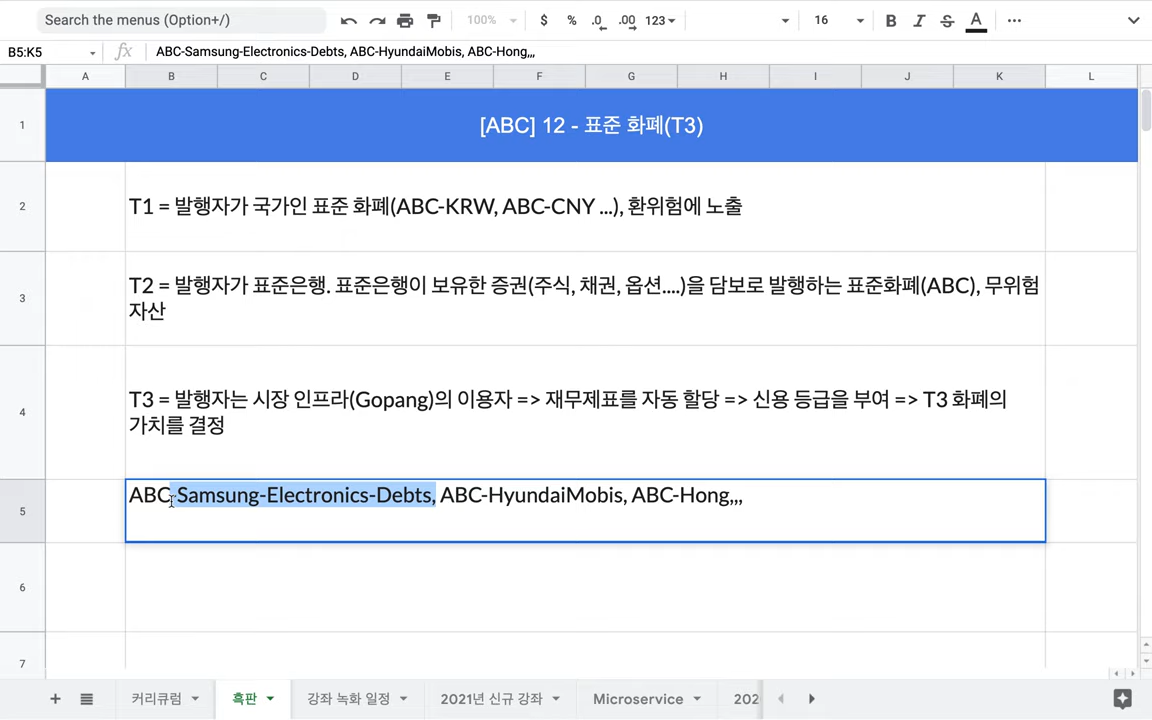 Search the menus (Option+/)
100%
$ % .0 .00 123
16
B I S A
B5:K5
fx ABC-Samsung-Electronics-Debts, ABC-HyundaiMobis, ABC-Hong,,,
A B C D E F G H I J K L
1
[ABC] 12 - 표준 화폐(T3)
2
T1 = 발행자가 국가인 표준 화폐(ABC-KRW, ABC-CNY ...), 환위험에 노출
3
T2 = 발행자가 표준은행. 표준은행이 보유한 증권(주식, 채권, 옵션....)을 담보로 발행하는 표준화폐(ABC), 무위험
자산
4
T3 = 발행자는 시장 인프라(Gopang)의 이용자 => 재무제표를 자동 할당 => 신용 등급을 부여 => T3 화폐의
가치를 결정
5
ABC-Samsung-Electronics-Debts, ABC-HyundaiMobis, ABC-Hong,,,
6
7
커리큐럼 흑판 강좌 녹화 일정 2021년 신규 강좌 Microservice 202